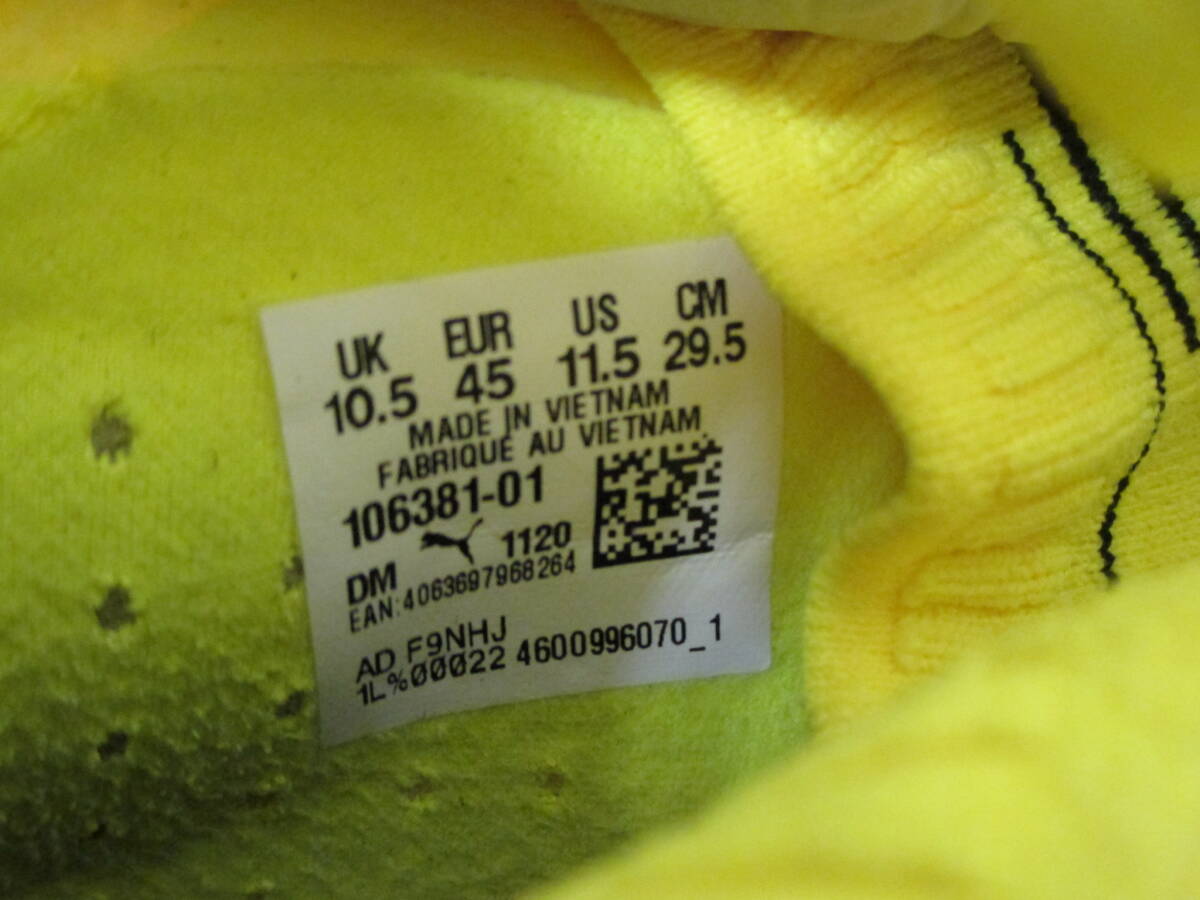 UK EUR US CM
10.5 45 11.5 29.5
MADE IN VIETNAM
FABRIQUE AU VIETNAM
106381-01
DM 1120
EAN:4063697968264
AD F9NHJ
1L%00022 4600996070_1